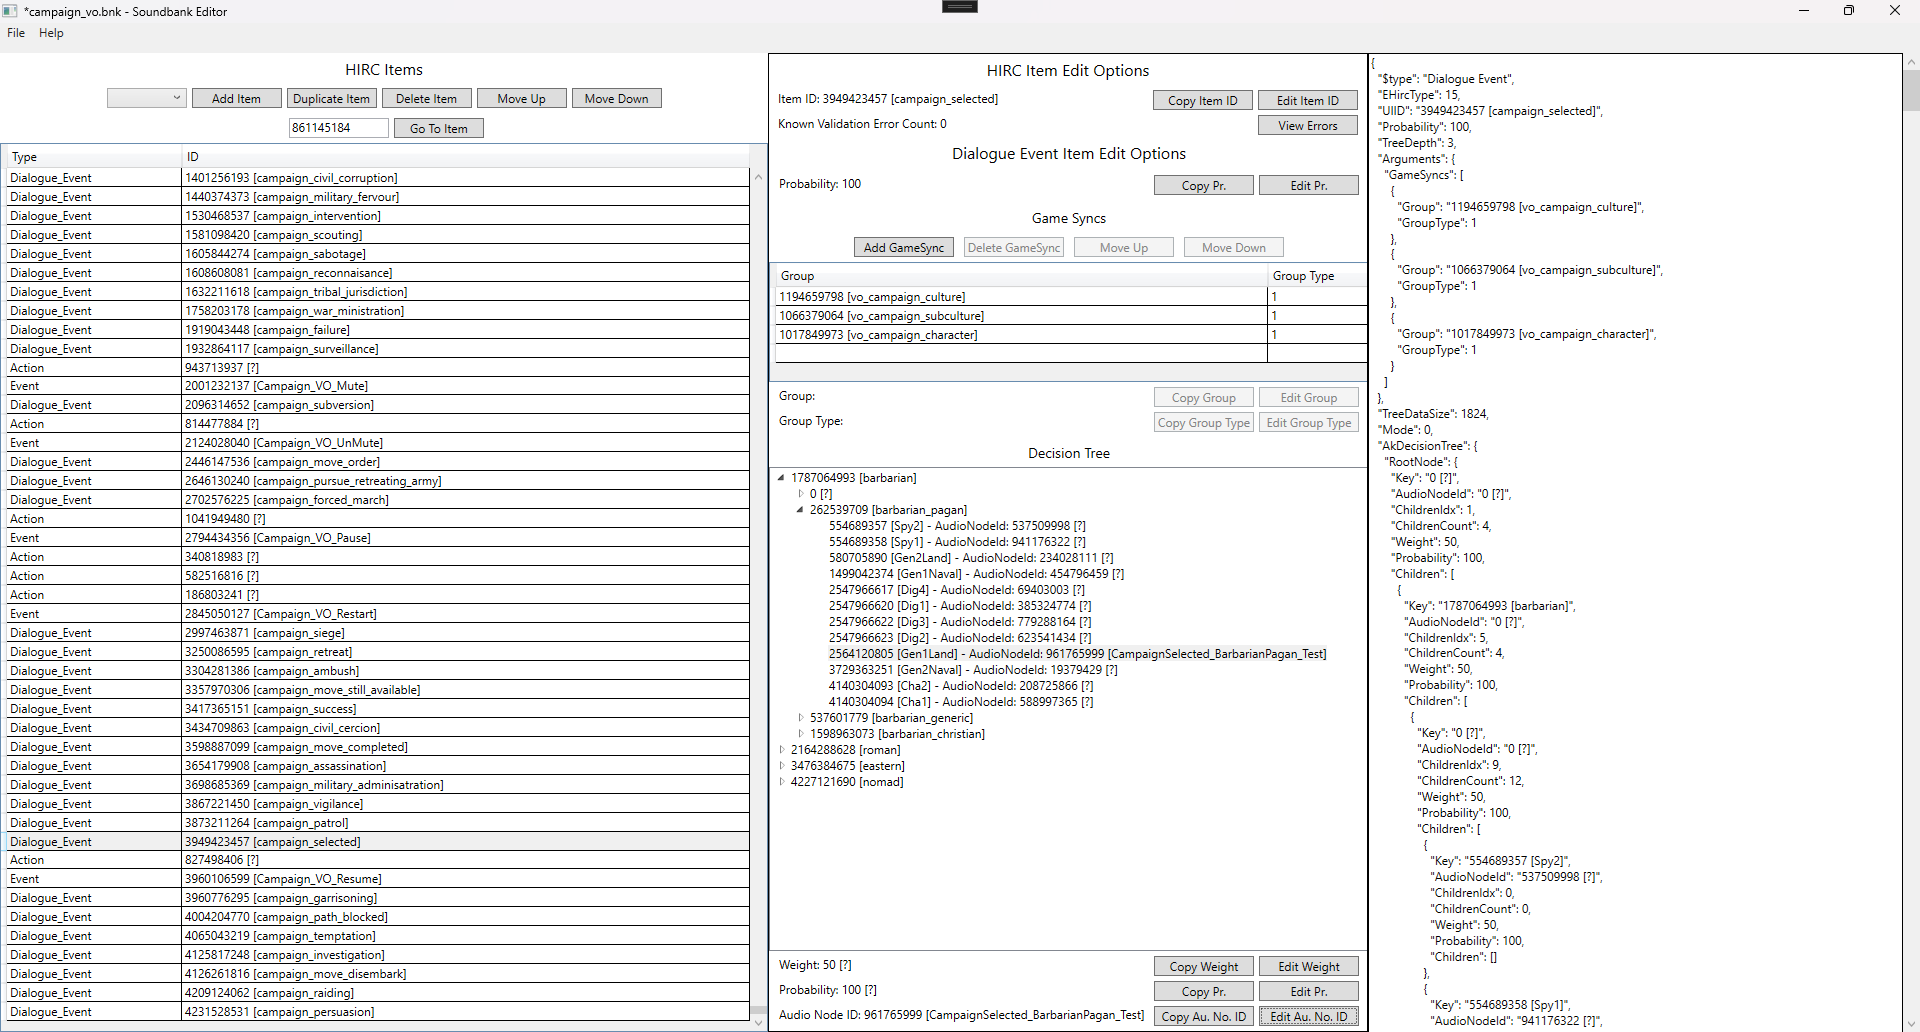 *campaign_vo.bnk - Soundbank Editor
File Help
HIRC Items
Add Item Duplicate Item Delete Item Move Up Move Down
861145184 Go To Item
Type ID
Dialogue_Event 1401256193 [campaign_civil_corruption]
Dialogue_Event 1440374373 [campaign_military_fervour]
Dialogue_Event 1530468537 [campaign_intervention]
Dialogue_Event 1581098420 [campaign_scouting]
Dialogue_Event 1605844274 [campaign_sabotage]
Dialogue_Event 1608608081 [campaign_reconnaisance]
Dialogue_Event 1632211618 [campaign_tribal_jurisdiction]
Dialogue_Event 1758203178 [campaign_war_ministration]
Dialogue_Event 1919043448 [campaign_failure]
Dialogue_Event 1932864117 [campaign_surveillance]
Action 943713937 [?]
Event 2001232137 [Campaign_VO_Mute]
Dialogue_Event 2096314652 [campaign_subversion]
Action 814477884 [?]
Event 2124028040 [Campaign_VO_UnMute]
Dialogue_Event 2446147536 [campaign_move_order]
Dialogue_Event 2646130240 [campaign_pursue_retreating_army]
Dialogue_Event 2702576225 [campaign_forced_march]
Action 1041949480 [?]
Event 2794434356 [Campaign_VO_Pause]
Action 340818983 [?]
Action 582516816 [?]
Action 186803241 [?]
Event 2845050127 [Campaign_VO_Restart]
Dialogue_Event 2997463871 [campaign_siege]
Dialogue_Event 3250086595 [campaign_retreat]
Dialogue_Event 3304281386 [campaign_ambush]
Dialogue_Event 3357970306 [campaign_move_still_available]
Dialogue_Event 3417365151 [campaign_success]
Dialogue_Event 3434709863 [campaign_civil_cercion]
Dialogue_Event 3598887099 [campaign_move_completed]
Dialogue_Event 3654179908 [campaign_assassination]
Dialogue_Event 3698685369 [campaign_military_adminisatration]
Dialogue_Event 3867221450 [campaign_vigilance]
Dialogue_Event 3873211264 [campaign_patrol]
Dialogue_Event 3949423457 [campaign_selected]
Action 827498406 [?]
Event 3960106599 [Campaign_VO_Resume]
Dialogue_Event 3960776295 [campaign_garrisoning]
Dialogue_Event 4004204770 [campaign_path_blocked]
Dialogue_Event 4065043219 [campaign_temptation]
Dialogue_Event 4125817248 [campaign_investigation]
Dialogue_Event 4126261816 [campaign_move_disembark]
Dialogue_Event 4209124062 [campaign_raiding]
Dialogue_Event 4231528531 [campaign_persuasion]
HIRC Item Edit Options
Item ID: 3949423457 [campaign_selected] Copy Item ID Edit Item ID
Known Validation Error Count: 0 View Errors
Dialogue Event Item Edit Options
Probability: 100 Copy Pr. Edit Pr.
Game Syncs
Add GameSync Delete GameSync Move Up Move Down
Group Group Type
1194659798 [vo_campaign_culture] 1
1066379064 [vo_campaign_subculture] 1
1017849973 [vo_campaign_character] 1
Group: Copy Group Edit Group
Group Type: Copy Group Type Edit Group Type
Decision Tree
1787064993 [barbarian]
0 [?]
262539709 [barbarian_pagan]
554689357 [Spy2] - AudioNodeId: 537509998 [?]
554689358 [Spy1] - AudioNodeId: 941176322 [?]
580705890 [Gen2Land] - AudioNodeId: 234028111 [?]
1499042374 [Gen1Naval] - AudioNodeId: 454796459 [?]
2547966617 [Dig4] - AudioNodeId: 69403003 [?]
2547966620 [Dig1] - AudioNodeId: 385324774 [?]
2547966622 [Dig3] - AudioNodeId: 779288164 [?]
2547966623 [Dig2] - AudioNodeId: 623541434 [?]
2564120805 [Gen1Land] - AudioNodeId: 961765999 [CampaignSelected_BarbarianPagan_Test]
3729363251 [Gen2Naval] - AudioNodeId: 19379429 [?]
4140304093 [Cha2] - AudioNodeId: 208725866 [?]
4140304094 [Cha1] - AudioNodeId: 588997365 [?]
537601779 [barbarian_generic]
1598963073 [barbarian_christian]
2164288628 [roman]
3476384675 [eastern]
4227121690 [nomad]
Weight: 50 [?] Copy Weight Edit Weight
Probability: 100 [?] Copy Pr. Edit Pr.
Audio Node ID: 961765999 [CampaignSelected_BarbarianPagan_Test] Copy Au. No. ID Edit Au. No. ID
{
"$type": "Dialogue Event",
"EHircType": 15,
"UlID": "3949423457 [campaign_selected]",
"Probability": 100,
"TreeDepth": 3,
"Arguments": {
"GameSyncs": [
{
"Group": "1194659798 [vo_campaign_culture]",
"GroupType": 1
},
{
"Group": "1066379064 [vo_campaign_subculture]",
"GroupType": 1
},
{
"Group": "1017849973 [vo_campaign_character]",
"GroupType": 1
}
]
},
"TreeDataSize": 1824,
"Mode": 0,
"AkDecisionTree": {
"RootNode": {
"Key": "0 [?]",
"AudioNodeId": "0 [?]",
"ChildrenIdx": 1,
"ChildrenCount": 4,
"Weight": 50,
"Probability": 100,
"Children": [
{
"Key": "1787064993 [barbarian]",
"AudioNodeId": "0 [?]",
"ChildrenIdx": 5,
"ChildrenCount": 4,
"Weight": 50,
"Probability": 100,
"Children": [
{
"Key": "0 [?]",
"AudioNodeId": "0 [?]",
"ChildrenIdx": 9,
"ChildrenCount": 12,
"Weight": 50,
"Probability": 100,
"Children": [
{
"Key": "554689357 [Spy2]",
"AudioNodeId": "537509998 [?]",
"ChildrenIdx": 0,
"ChildrenCount": 0,
"Weight": 50,
"Probability": 100,
"Children": []
},
{
"Key": "554689358 [Spy1]",
"AudioNodeId": "941176322 [?]",